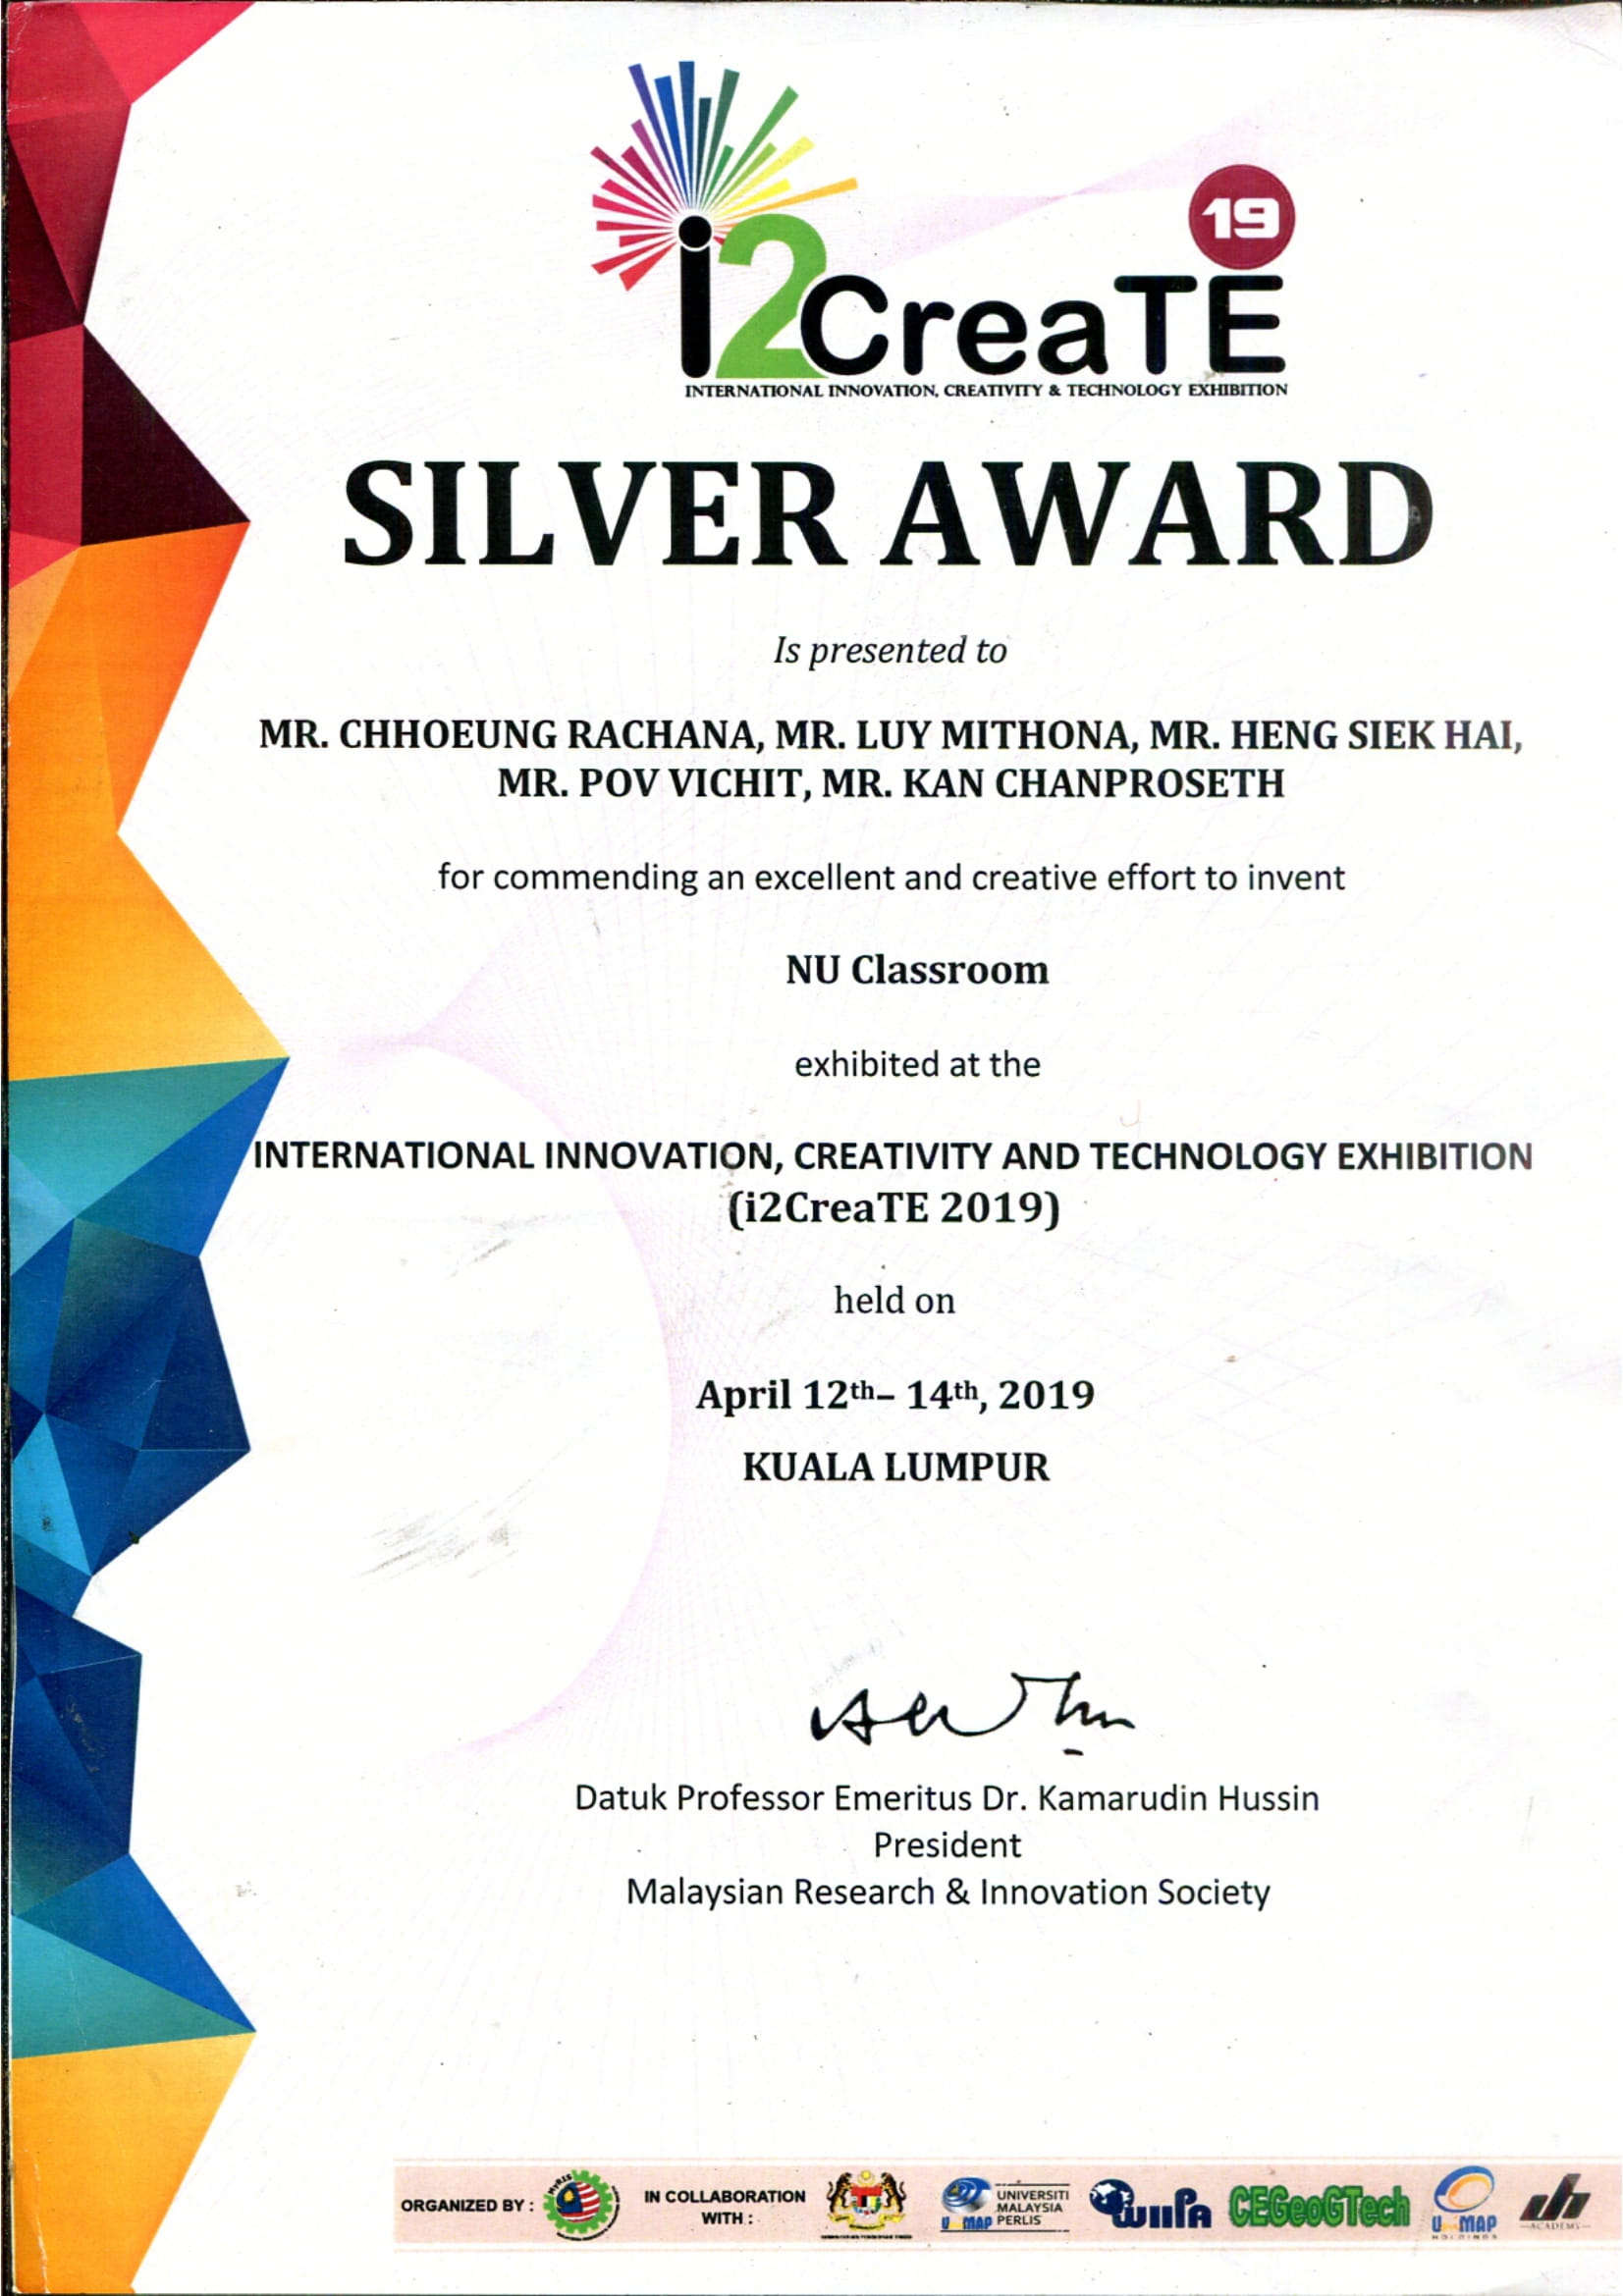 19
i2CreaTE
INTERNATIONAL INNOVATION, CREATIVITY & TECHNOLOGY EXHIBITION
SILVER AWARD
Is presented to
MR. CHHOEUNG RACHANA, MR. LUY MITHONA, MR. HENG SIEK HAI,
MR. POV VICHIT, MR. KAN CHANPROSETH
for commending an excellent and creative effort to invent
NU Classroom
exhibited at the
INTERNATIONAL INNOVATION, CREATIVITY AND TECHNOLOGY EXHIBITION
(i2CreaTE 2019)
held on
April 12th– 14th, 2019
KUALA LUMPUR
Datuk Professor Emeritus Dr. Kamarudin Hussin
President
Malaysian Research & Innovation Society
ORGANIZED BY :
MyRIS
IN COLLABORATION
WITH :
UniMAP
UNIVERSITI
MALAYSIA
PERLIS
WIIPA
CEGeoGTech
UniMAP
HOLDINGS
ACADEMY